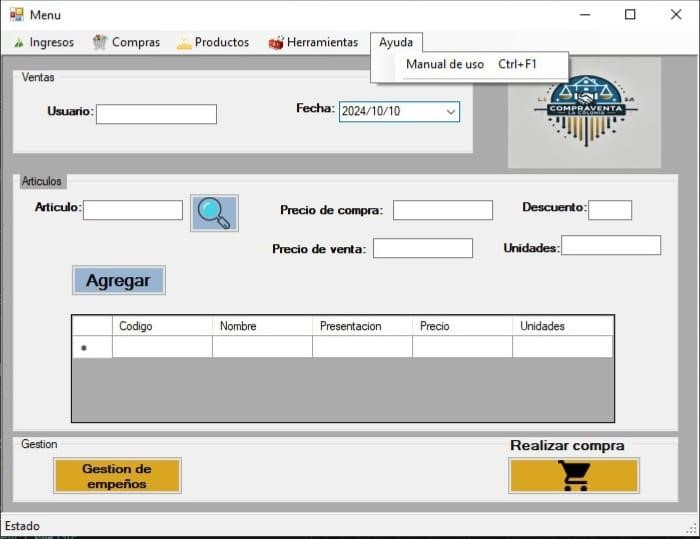 Menu
Ingresos Compras Productos Herramientas Ayuda
Manual de uso Ctrl+F1
Ventas
Usuario: Fecha: 2024/10/10
COMPRAVENTA
LA COLONIA
Articulos
Articulo: Precio de compra: Descuento:
Precio de venta: Unidades:
Agregar
Codigo Nombre Presentacion Precio Unidades
*
Gestion
Realizar compra
Gestion de
empeños
Estado